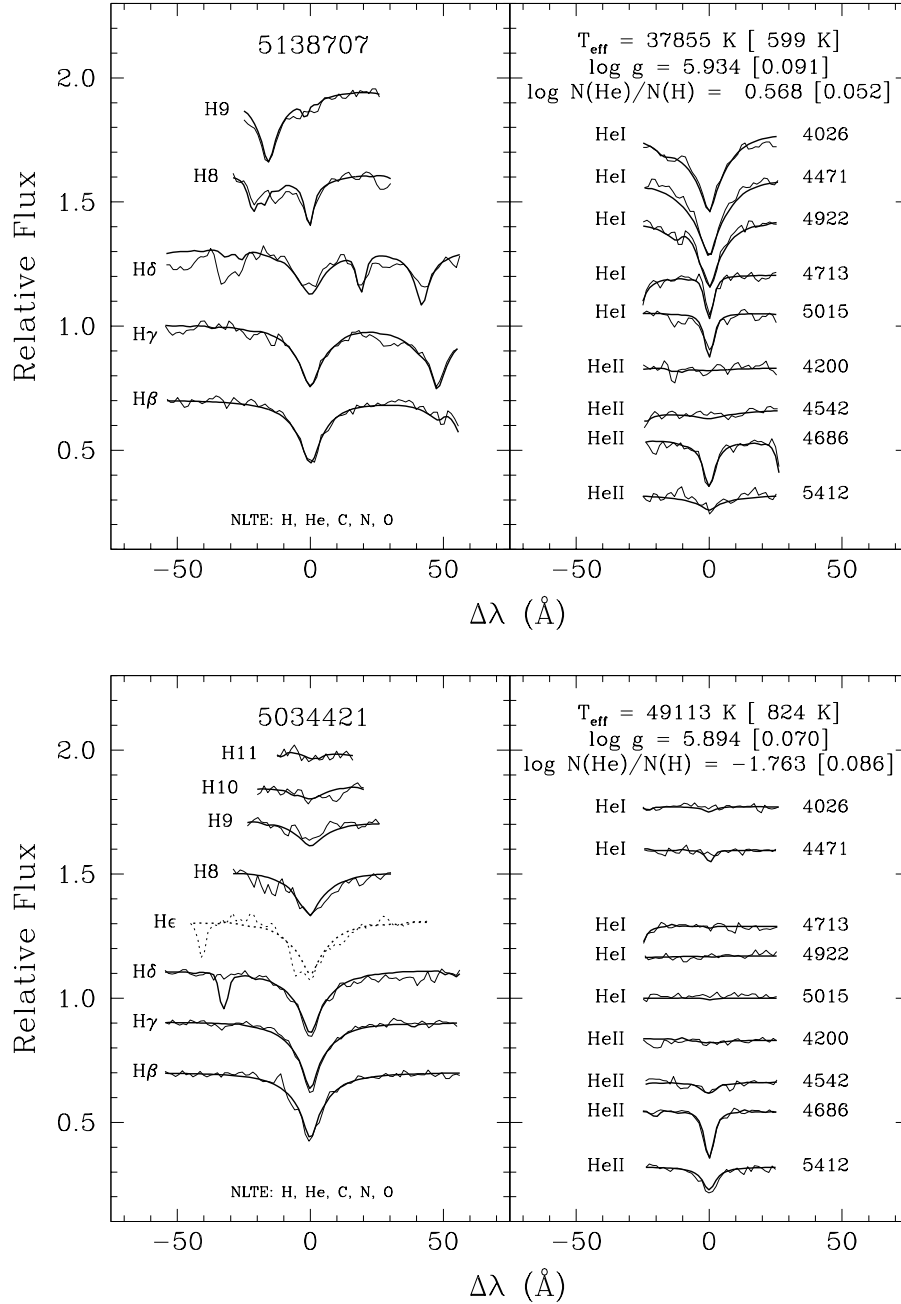 5138707
T_eff = 37855 K [ 599 K]
log g = 5.934 [0.091]
log N(He)/N(H) =  0.568 [0.052]
Relative Flux
2.0
1.5
1.0
0.5
H9
H8
Hδ
Hγ
Hβ
NLTE: H, He, C, N, O
HeI 4026
HeI 4471
HeI 4922
HeI 4713
HeI 5015
HeII 4200
HeII 4542
HeII 4686
HeII 5412
−50 0 50 −50 0 50
Δλ (Å)
5034421
T_eff = 49113 K [ 824 K]
log g = 5.894 [0.070]
log N(He)/N(H) = −1.763 [0.086]
Relative Flux
2.0
1.5
1.0
0.5
H11
H10
H9
H8
Hϵ
Hδ
Hγ
Hβ
NLTE: H, He, C, N, O
HeI 4026
HeI 4471
HeI 4713
HeI 4922
HeI 5015
HeII 4200
HeII 4542
HeII 4686
HeII 5412
−50 0 50 −50 0 50
Δλ (Å)